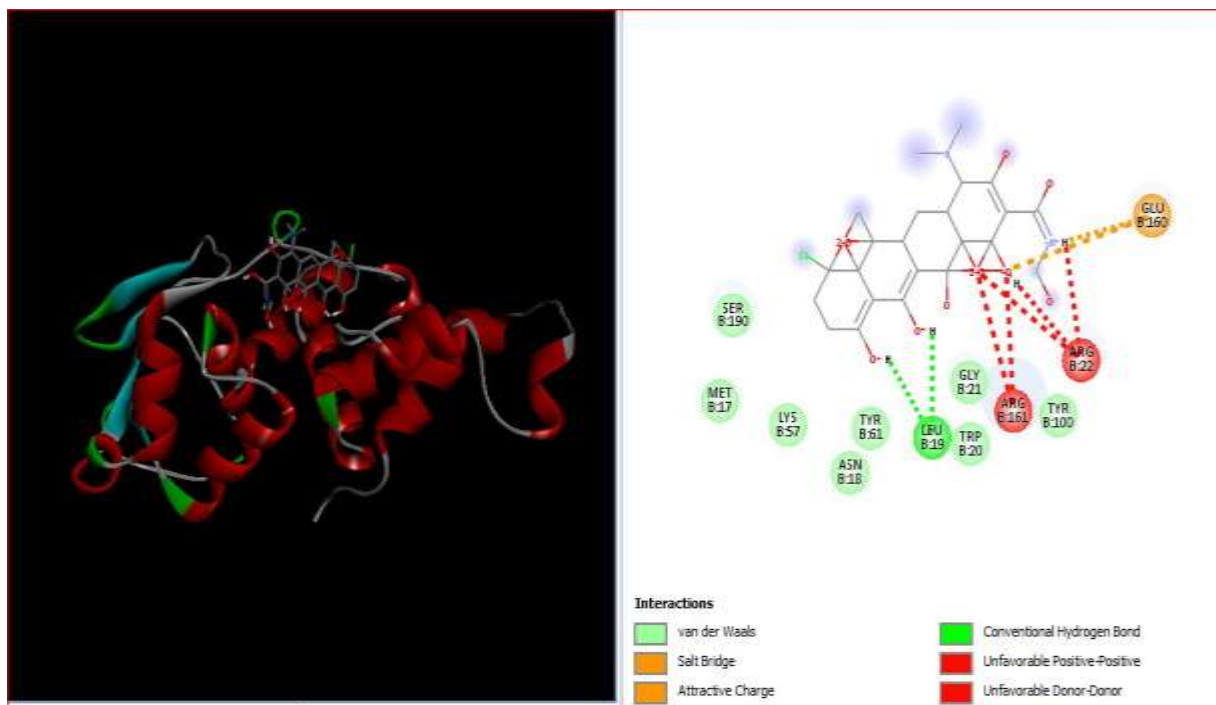 GLU
B:160
SER
B:190
ARG
B:22
GLY
B:21
MET
B:17
ARG
B:161
TYR
B:100
LYS
B:57
TYR
B:61
LEU
B:19
TRP
B:20
ASN
B:18
H
H
H
H
Interactions
van der Waals
Conventional Hydrogen Bond
Salt Bridge
Unfavorable Positive-Positive
Attractive Charge
Unfavorable Donor-Donor